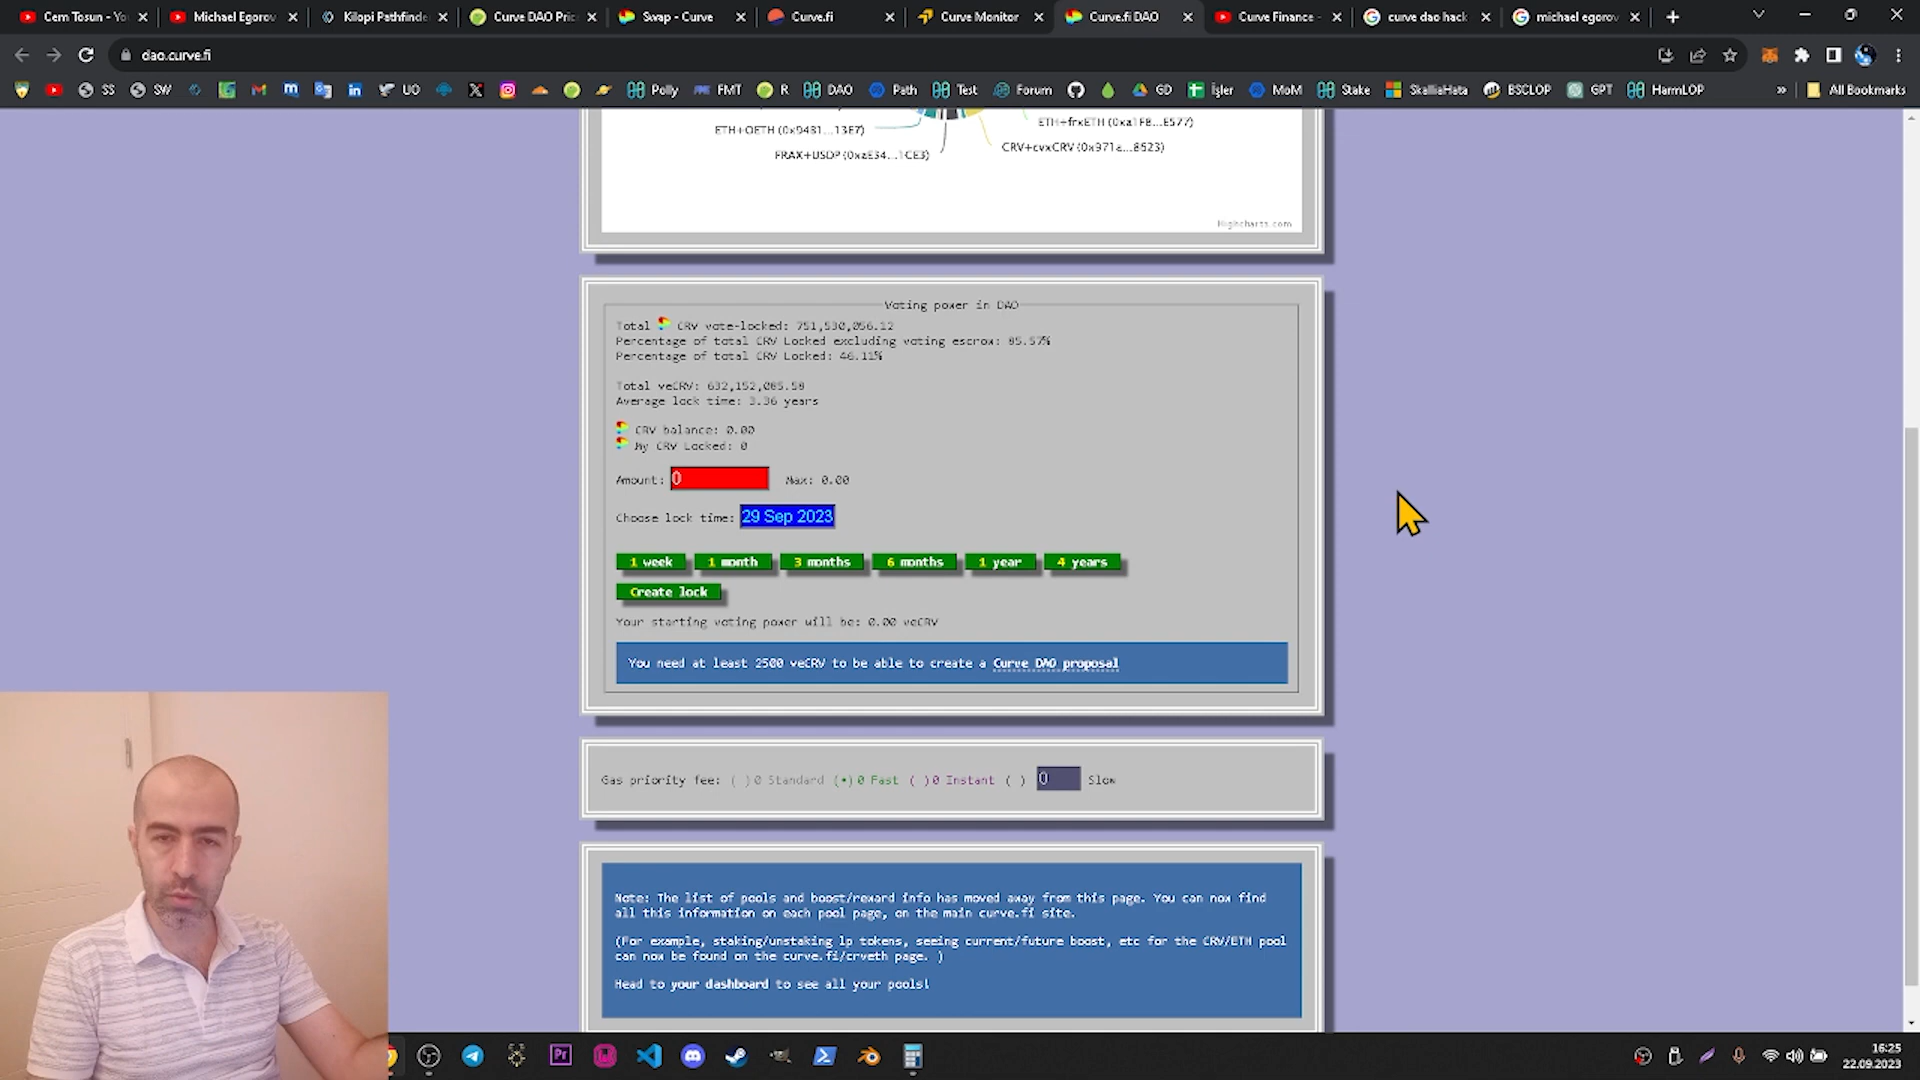 Cem Tosun - Yo
Michael Egorov
Kilopi Pathfinde
Curve DAO Pric
Swap - Curve
Curve.fi
Curve Monitor
Curve.fi DAO
Curve Finance -
curve dao hack
michael egorov
dao.curve.fi
SS
SW
UO
Polly
FMT
R
DAO
Path
Test
Forum
GD
İşler
MoM
Stake
SkalliaHata
BSCLOP
GPT
HarmLOP
All Bookmarks
ETH+OETH (0x9481...13E7)
ETH+frxETH (0xa1F8...E577)
FRAX+USDP (0xaE34...1CE3)
CRV+cvxCRV (0x971a...8523)
Highcharts.com
Voting power in DAO
Total CRV vote-locked: 751,530,056.12
Percentage of total CRV Locked excluding voting escrow: 85.57%
Percentage of total CRV Locked: 46.11%
Total veCRV: 632,152,085.58
Average lock time: 3.36 years
CRV balance: 0.00
My CRV Locked: 0
Amount: 0 Max: 0.00
Choose lock time: 29 Sep 2023
1 week 1 month 3 months 6 months 1 year 4 years
Create lock
Your starting voting power will be: 0.00 veCRV
You need at least 2500 veCRV to be able to create a Curve DAO proposal
Gas priority fee: ( )0 Standard (•)0 Fast ( )0 Instant ( ) 0 Slow
Note: The list of pools and boost/reward info has moved away from this page. You can now find
all this information on each pool page, on the main curve.fi site.
(For example, staking/unstaking lp tokens, seeing current/future boost, etc for the CRV/ETH pool
can now be found on the curve.fi/crveth page. )
Head to your dashboard to see all your pools!
16:25
22.09.2023